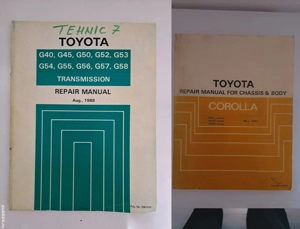 TEHNIC 7
TOYOTA
G40, G45, G50, G52, G53
G54, G55, G56, G57, G58
TRANSMISSION
REPAIR MANUAL
Aug., 1988
TOYOTA
REPAIR MANUAL FOR CHASSIS & BODY
COROLLA